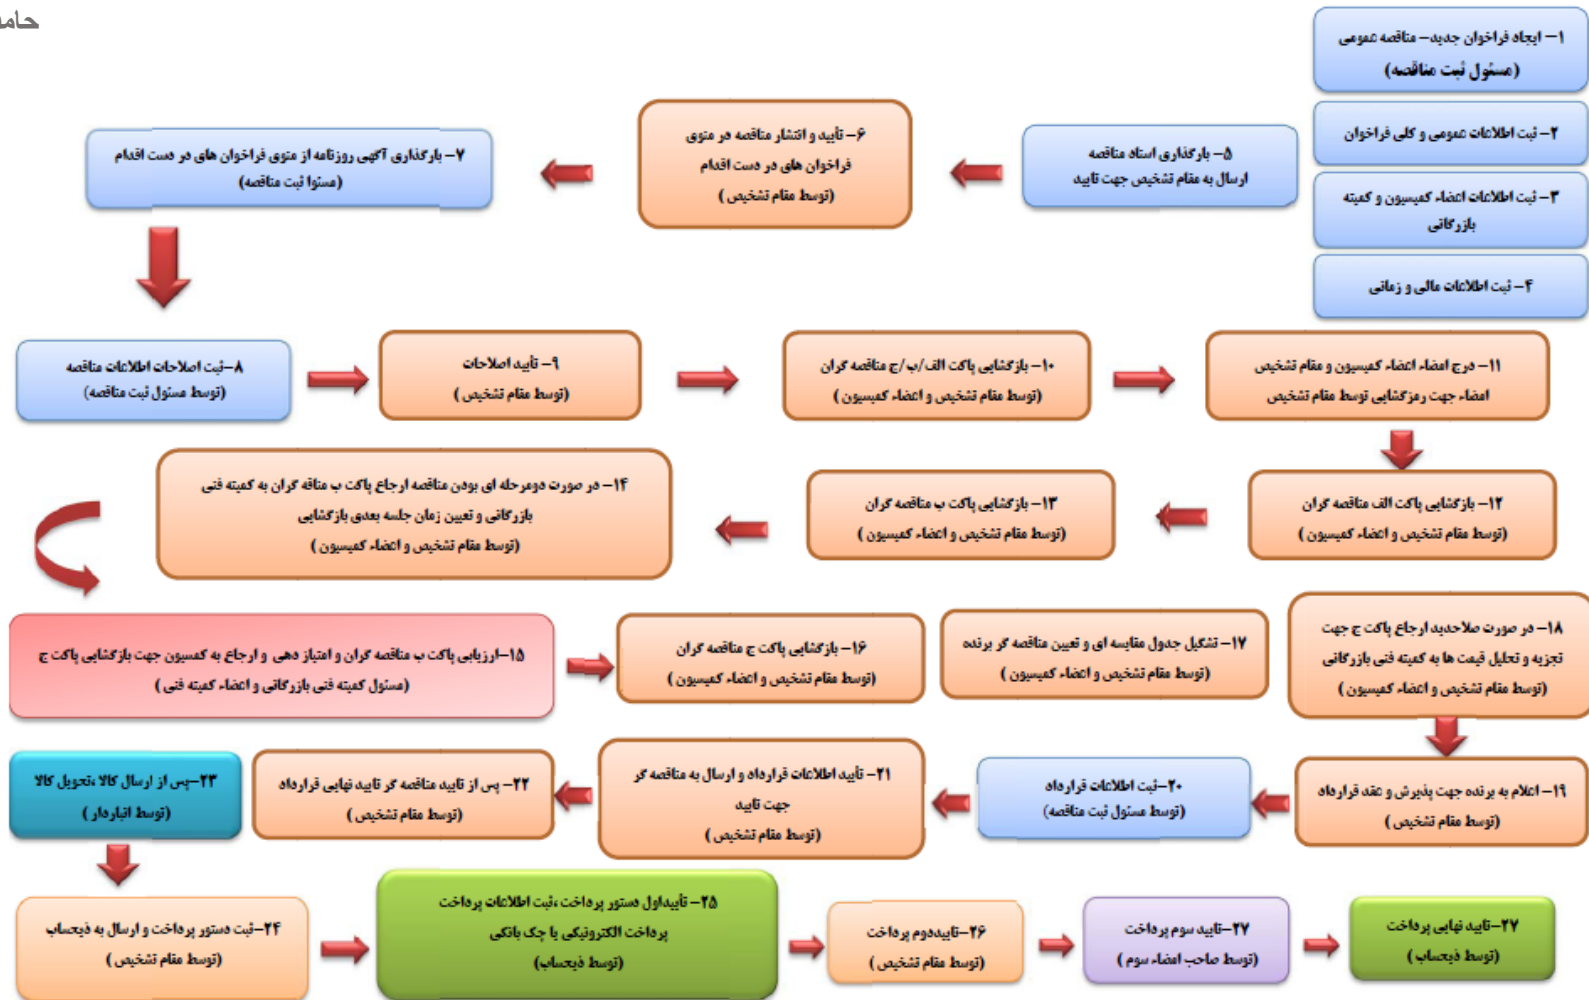 حامد
۱- ایجاد فراخوان جدید- مناقصه عمومی
(مسئول ثبت مناقصه)
۲- ثبت اطلاعات عمومی و کلی فراخوان
۳- ثبت اطلاعات اعضاء کمیسیون و کمیته
بازرگانی
۴- ثبت اطلاعات مالی و زمانی
۵- بارگذاری اسناد مناقصه
ارسال به مقام تشخیص جهت تایید
۶- تأیید و انتشار مناقصه در منوی
فراخوان های در دست اقدام
(توسط مقام تشخیص )
۷- بارگذاری آگهی روزنامه از منوی فراخوان های در دست اقدام
(مسئوا ثبت مناقصه)
۸-ثبت اصلاحات اطلاعات مناقصه
(توسط مسئول ثبت مناقصه)
۹- تأیید اصلاحات
(توسط مقام تشخیص )
۱۰- بازگشایی پاکت الف/ب/ج مناقصه گران
(توسط مقام تشخیص و اعضاء کمیسیون )
۱۱- درج امضاء اعضاء کمیسیون و مقام تشخیص
امضاء جهت رمزگشایی توسط مقام تشخیص
۱۲- بازگشایی پاکت الف مناقصه گران
(توسط مقام تشخیص و اعضاء کمیسیون )
۱۳- بازگشایی پاکت ب مناقصه گران
(توسط مقام تشخیص و اعضاء کمیسیون )
۱۴- در صورت دومرحله ای بودن مناقصه ارجاع پاکت ب مناقه گران به کمیته فنی
بازرگانی و تعیین زمان جلسه بعدی بازگشایی
(توسط مقام تشخیص و اعضاء کمیسیون )
۱۵-ارزیابی پاکت ب مناقصه گران و امتیاز دهی و ارجاع به کمسیون جهت بازگشایی پاکت ج
(مسئول کمیته فنی بازرگانی و اعضاء کمیته فنی )
۱۶- بازگشایی پاکت ج مناقصه گران
(توسط مقام تشخیص و اعضاء کمیسیون )
۱۷- تشکیل جدول مقایسه ای و تعیین مناقصه گر برنده
(توسط مقام تشخیص و اعضاء کمیسیون )
۱۸- در صورت صلاحدید ارجاع پاکت ج جهت
تجزیه و تحلیل قیمت ها به کمیته فنی بازرگانی
(توسط مقام تشخیص و اعضاء کمیسیون )
۱۹- اعلام به برنده جهت پذیرش و عقد قرارداد
(توسط مقام تشخیص )
۲۰-ثبت اطلاعات قرارداد
(توسط مسئول ثبت مناقصه)
۲۱- تأیید اطلاعات قرارداد و ارسال به مناقصه گر
جهت تایید
(توسط مقام تشخیص )
۲۲- پس از تایید مناقصه گر تایید نهایی قرارداد
(توسط مقام تشخیص )
۲۳-پس از ارسال کالا ،تحویل کالا
(توسط انباردار )
۲۴-ثبت دستور پرداخت و ارسال به ذیحساب
(توسط مقام تشخیص )
۲۵- تأییداول دستور پرداخت ،ثبت اطلاعات پرداخت
پرداخت الکترونیکی یا چک بانکی
(توسط ذیحساب)
۲۶-تاییددوم پرداخت
(توسط مقام تشخیص )
۲۷-تایید سوم پرداخت
(توسط صاحب امضاء سوم )
۲۷-تایید نهایی پرداخت
(توسط ذیحساب )